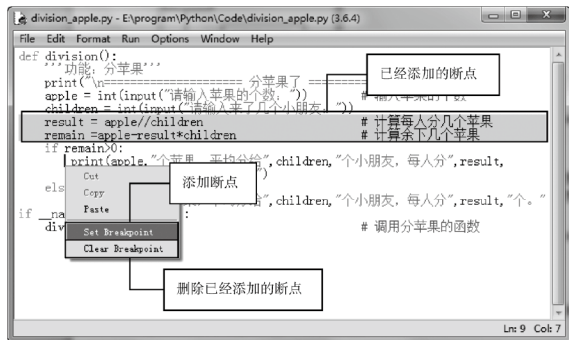 division_apple.py - E:\program\Python\Code\division_apple.py (3.6.4)
File Edit Format Run Options Window Help
def division():
'''功能：分苹果'''
print("\n===================== 分苹果了 =====
已经添加的断点
apple = int(input("请输入苹果的个数：")) # 输入苹果的个数
children = int(input("请输入来了几个小朋友："))
result = apple//children # 计算每人分几个苹果
remain =apple-result*children # 计算余下几个苹果
if remain>0:
print(apple,"个苹果，平均分给",children,"个小朋友，每人分",result,
Cut
添加断点
")
Copy
els
分给",children,"个小朋友，每人分",result,"个。"
Paste
if __na
:
div
Set Breakpoint
# 调用分苹果的函数
Clear Breakpoint
删除已经添加的断点
Ln: 9 Col: 7